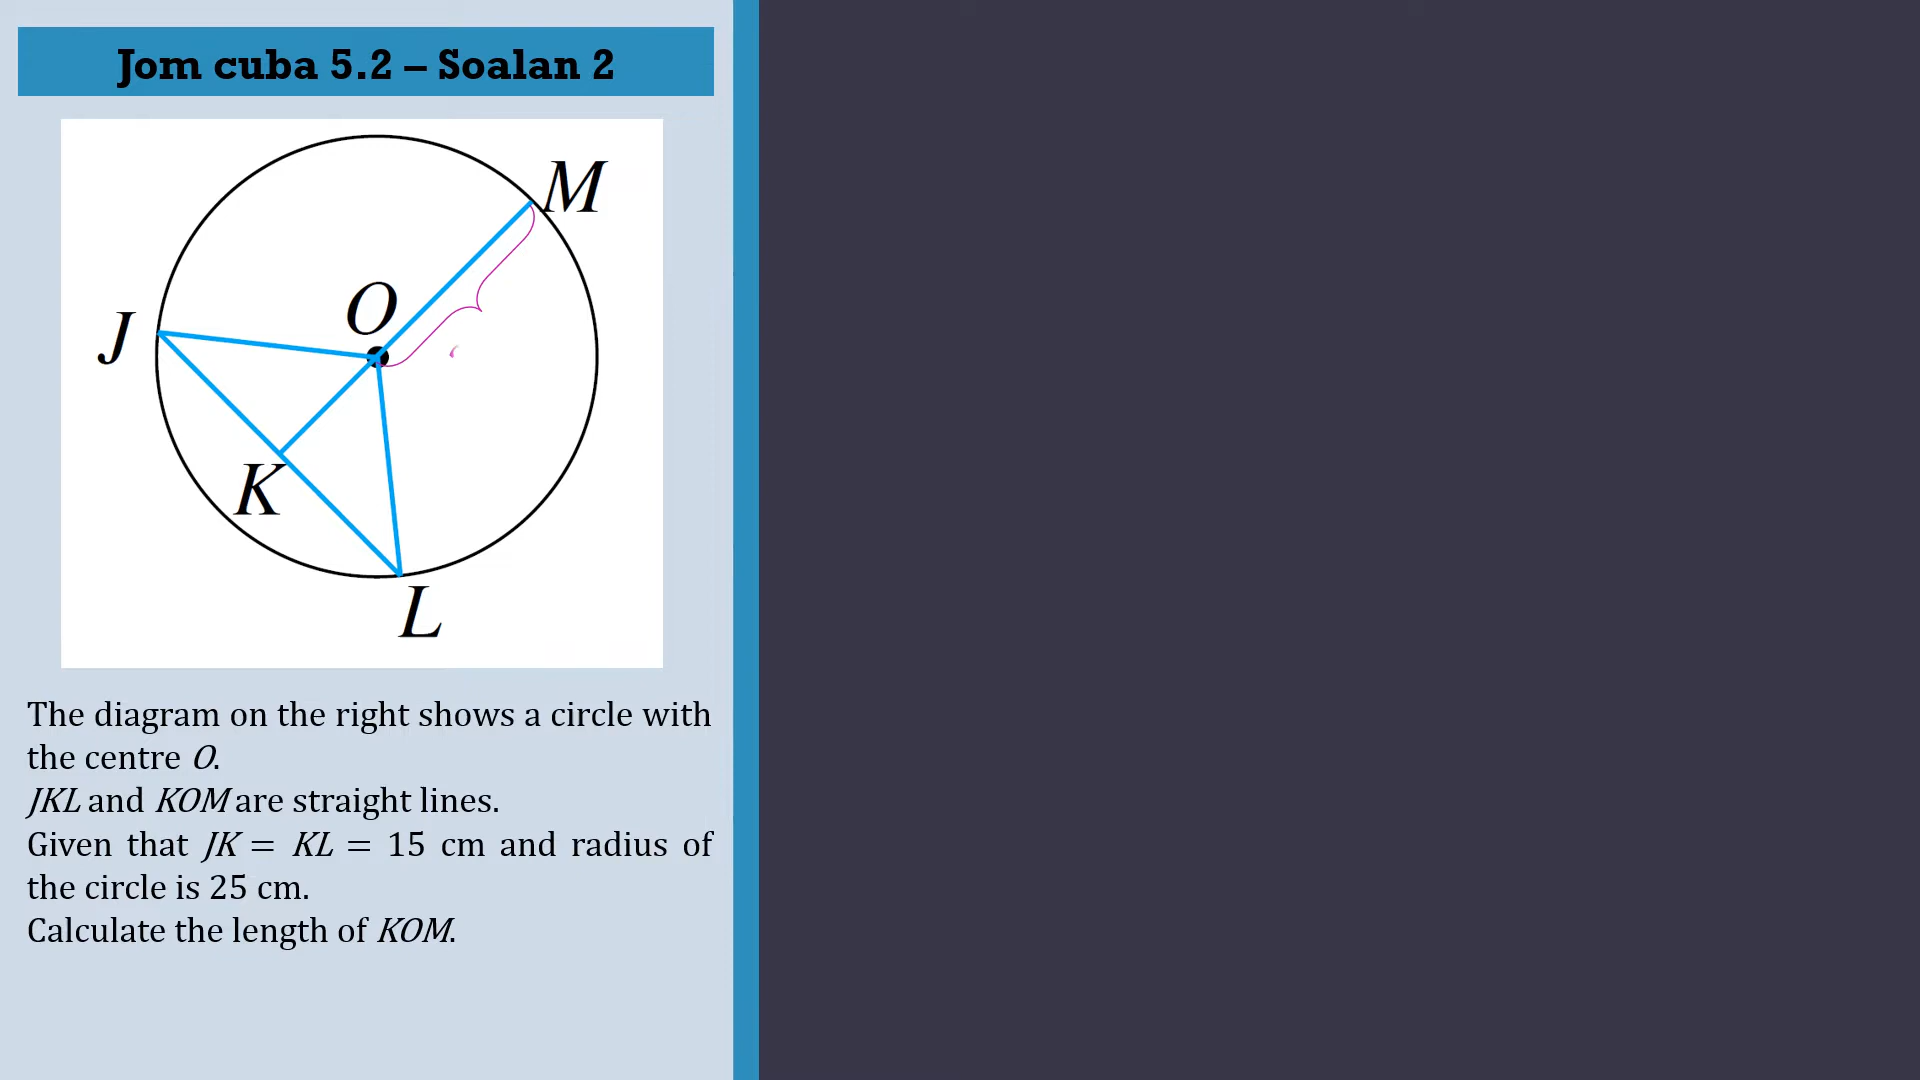 Jom cuba 5.2 – Soalan 2
M
O
J
K
L
The diagram on the right shows a circle with
the centre O.
JKL and KOM are straight lines.
Given that JK = KL = 15 cm and radius of
the circle is 25 cm.
Calculate the length of KOM.